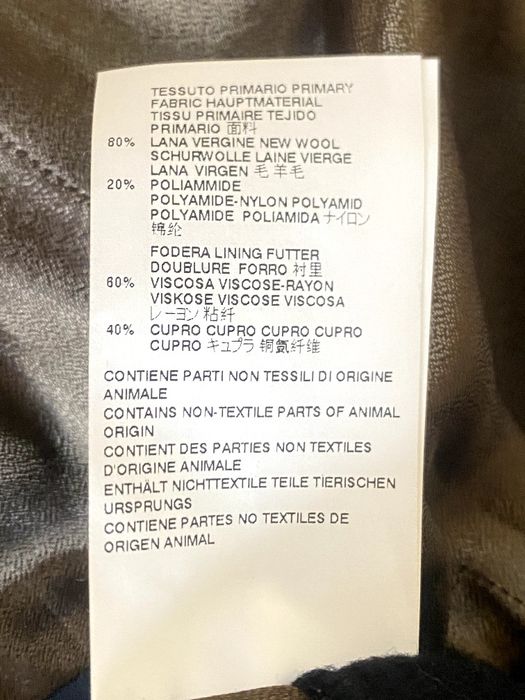 TESSUTO PRIMARIO PRIMARY
FABRIC HAUPTMATERIAL
TISSU PRIMAIRE TEJIDO
PRIMARIO 面料
80% LANA VERGINE NEW WOOL
SCHURWOLLE LAINE VIERGE
LANA VIRGEN 毛 羊毛
20% POLIAMMIDE
POLYAMIDE-NYLON POLYAMID
POLYAMIDE POLIAMIDA ナイロン
锦纶
FODERA LINING FUTTER
DOUBLURE FORRO 衬里
60% VISCOSA VISCOSE-RAYON
VISKOSE VISCOSE VISCOSA
レーヨン 粘纤
40% CUPRO CUPRO CUPRO CUPRO
CUPRO キュプラ 铜氨纤维
CONTIENE PARTI NON TESSILI DI ORIGINE
ANIMALE
CONTAINS NON-TEXTILE PARTS OF ANIMAL
ORIGIN
CONTIENT DES PARTIES NON TEXTILES
D'ORIGINE ANIMALE
ENTHÄLT NICHTTEXTILE TEILE TIERISCHEN
URSPRUNGS
CONTIENE PARTES NO TEXTILES DE
ORIGEN ANIMAL